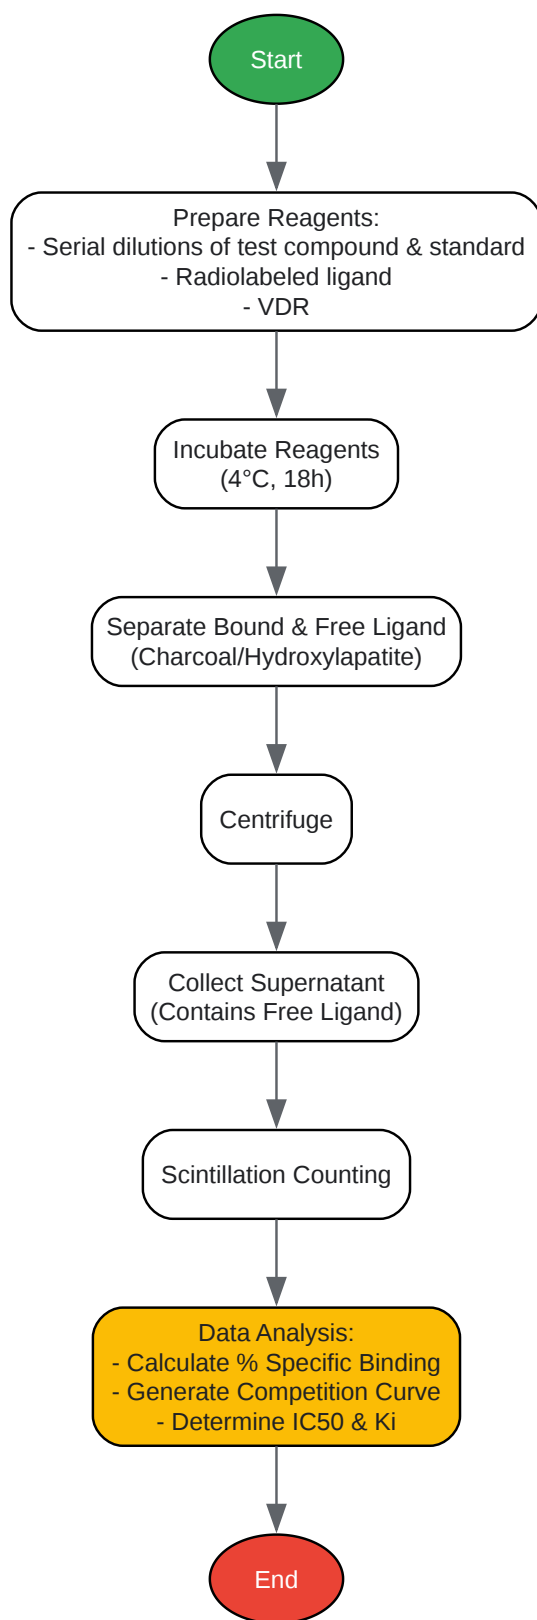 Start
Prepare Reagents:
- Serial dilutions of test compound & standard
- Radiolabeled ligand
- VDR
Incubate Reagents
(4°C, 18h)
Separate Bound & Free Ligand
(Charcoal/Hydroxylapatite)
Centrifuge
Collect Supernatant
(Contains Free Ligand)
Scintillation Counting
Data Analysis:
- Calculate % Specific Binding
- Generate Competition Curve
- Determine IC50 & Ki
End